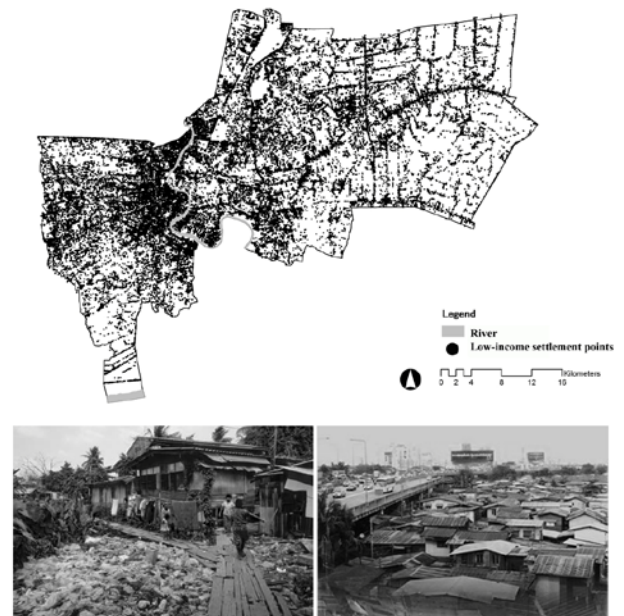 Legend
River
Low-income settlement points
Kilometers
0 2 4 8 12 16